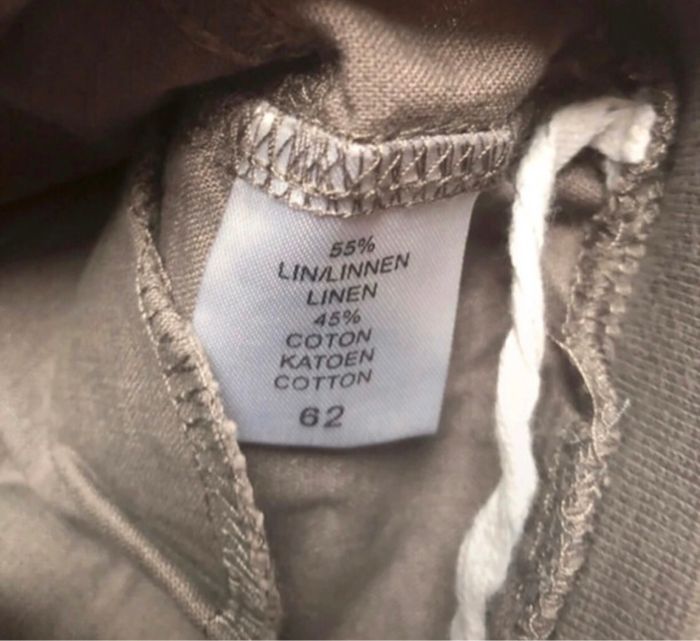 55%
LIN/LINNEN
LINEN
45%
COTON
KATOEN
COTTON
62